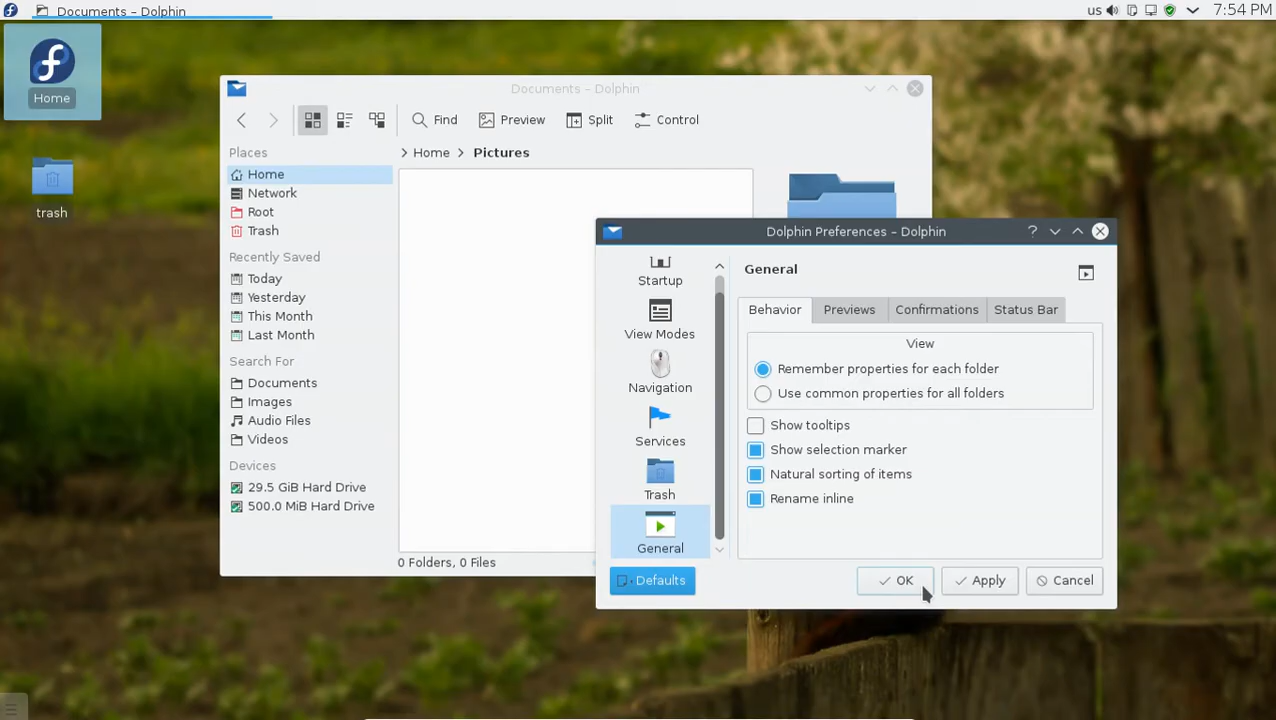 Documents – Dolphin
us
7:54 PM
Home
trash
Documents – Dolphin
Find
Preview
Split
Control
Places
Home
Network
Root
Trash
Recently Saved
Today
Yesterday
This Month
Last Month
Search For
Documents
Images
Audio Files
Videos
Devices
29.5 GiB Hard Drive
500.0 MiB Hard Drive
Home
Pictures
0 Folders, 0 Files
Dolphin Preferences – Dolphin
?
Startup
View Modes
Navigation
Services
Trash
General
General
Behavior
Previews
Confirmations
Status Bar
View
Remember properties for each folder
Use common properties for all folders
Show tooltips
Show selection marker
Natural sorting of items
Rename inline
Defaults
OK
Apply
Cancel